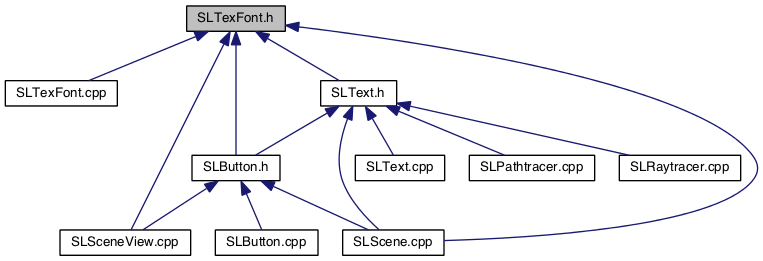 SLTexFont.h
SLTexFont.cpp
SLText.h
SLButton.h
SLText.cpp
SLPathtracer.cpp
SLRaytracer.cpp
SLSceneView.cpp
SLButton.cpp
SLScene.cpp